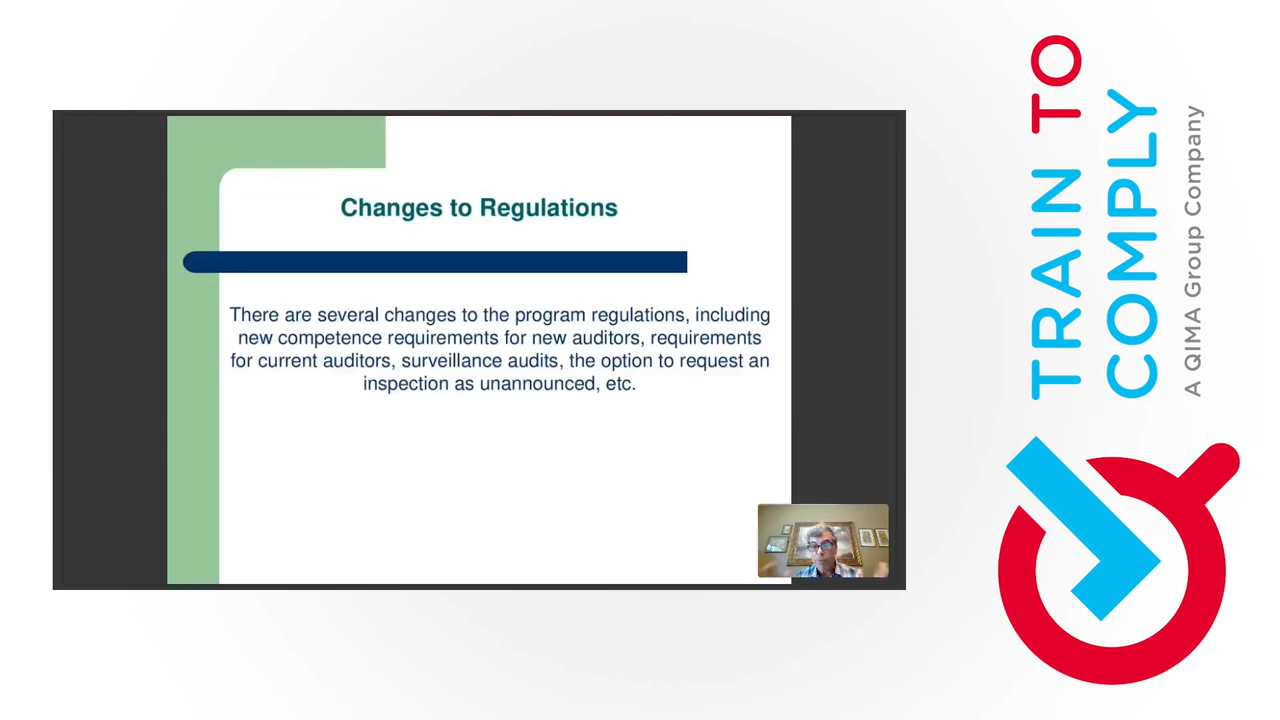 Changes to Regulations
There are several changes to the program regulations, including
new competence requirements for new auditors, requirements
for current auditors, surveillance audits, the option to request an
inspection as unannounced, etc.
TRAIN TO
COMPLY
A QIMA Group Company